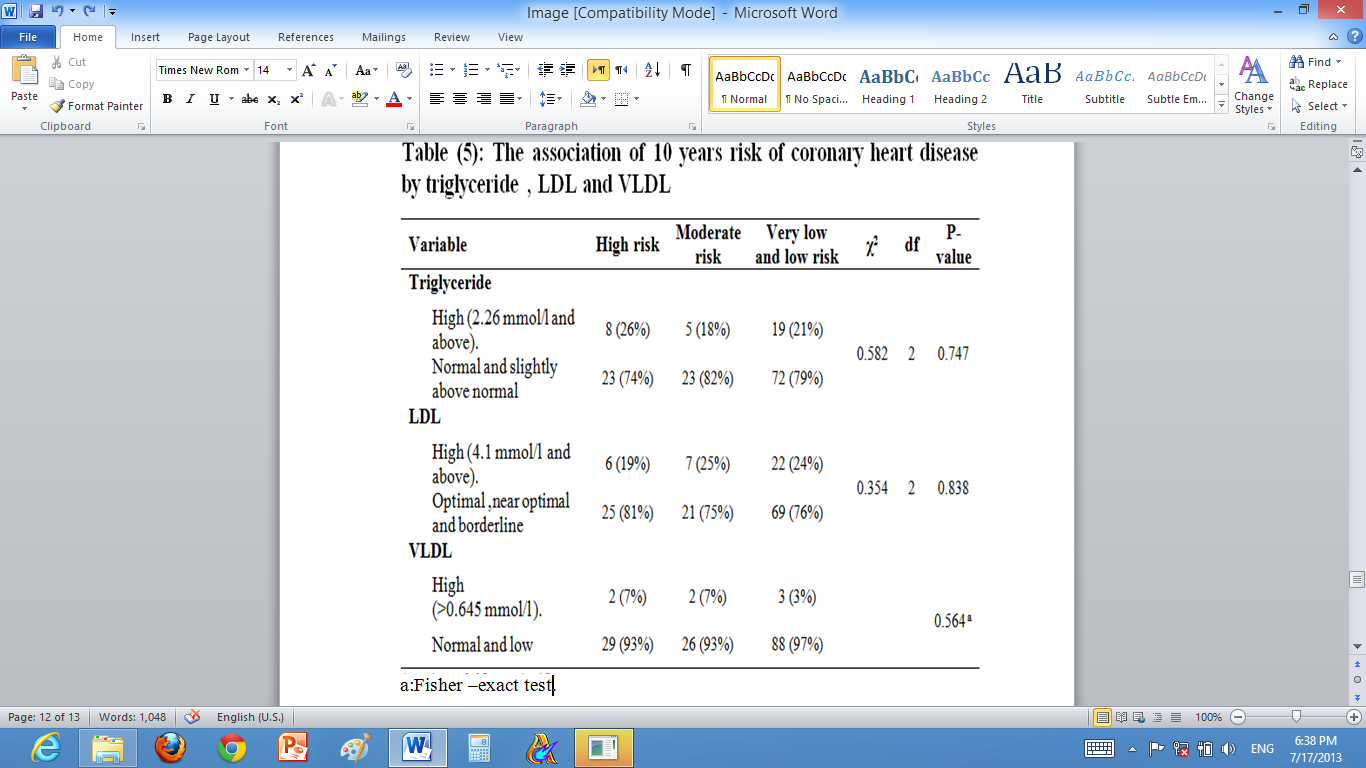 Image [Compatibility Mode] - Microsoft Word
File Home Insert Page Layout References Mailings Review View
Paste
Cut
Copy
Format Painter
Clipboard
Times New Rom 14
Font
Paragraph
AaBbCcDc AaBbCcDc AaBbCc AaBbCc AaB AaBbCc. AaBbCcDc
¶ Normal ¶ No Spaci... Heading 1 Heading 2 Title Subtitle Subtle Em...
Change
Styles
Styles
Find
Replace
Select
Editing
Table (5): The association of 10 years risk of coronary heart disease
by triglyceride , LDL and VLDL
Variable High risk Moderate risk Very low and low risk χ² df P-value
Triglyceride
High (2.26 mmol/l and above). 8 (26%) 5 (18%) 19 (21%)
0.582 2 0.747
Normal and slightly above normal 23 (74%) 23 (82%) 72 (79%)
LDL
High (4.1 mmol/l and above). 6 (19%) 7 (25%) 22 (24%)
0.354 2 0.838
Optimal ,near optimal and borderline 25 (81%) 21 (75%) 69 (76%)
VLDL
High (>0.645 mmol/l). 2 (7%) 2 (7%) 3 (3%)
0.564 a
Normal and low 29 (93%) 26 (93%) 88 (97%)
a:Fisher –exact test.
Page: 12 of 13 Words: 1,048 English (U.S.) 100%
ENG
6:38 PM
7/17/2013